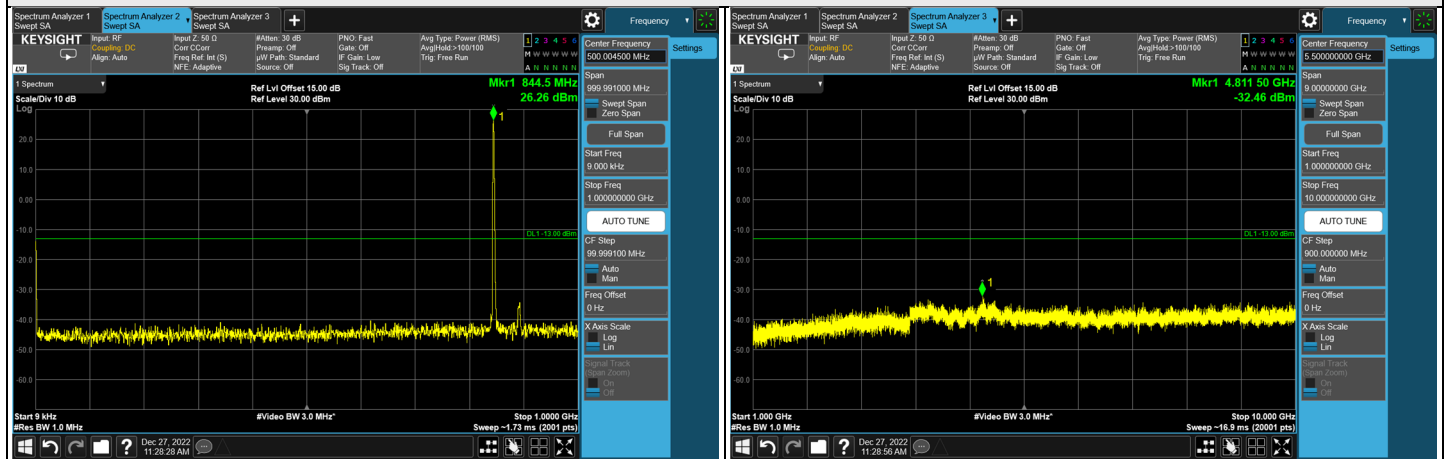 Spectrum Analyzer 1
Swept SA
Spectrum Analyzer 2
Swept SA
Spectrum Analyzer 3
Swept SA
Frequency
KEYSIGHT
Input: RF
Coupling: DC
Align: Auto
Input Z: 50 Ω
Corr CCorr
Freq Ref: Int (S)
NFE: Adaptive
#Atten: 30 dB
Preamp: Off
µW Path: Standard
Source: Off
PNO: Fast
Gate: Off
IF Gain: Low
Sig Track: Off
Avg Type: Power (RMS)
Avg|Hold:>100/100
Trig: Free Run
1 2 3 4 5 6
M W W W W W
A N N N N N
LXI
1 Spectrum
Scale/Div 10 dB
Log
Ref Lvl Offset 15.00 dB
Ref Level 30.00 dBm
Mkr1 844.5 MHz
26.26 dBm
1
20.0
10.0
0.00
-10.0
-20.0
-30.0
-40.0
-50.0
-60.0
DL1 -13.00 dBm
Start 9 kHz
#Res BW 1.0 MHz
#Video BW 3.0 MHz*
Stop 1.0000 GHz
Sweep ~1.73 ms (2001 pts)
Dec 27, 2022
11:28:28 AM
Center Frequency
500.004500 MHz
Settings
Span
999.991000 MHz
Swept Span
Zero Span
Full Span
Start Freq
9.000 kHz
Stop Freq
1.000000000 GHz
AUTO TUNE
CF Step
99.999100 MHz
Auto
Man
Freq Offset
0 Hz
X Axis Scale
Log
Lin
Signal Track
(Span Zoom)
On
Off
Spectrum Analyzer 1
Swept SA
Spectrum Analyzer 2
Swept SA
Spectrum Analyzer 3
Swept SA
Frequency
KEYSIGHT
Input: RF
Coupling: DC
Align: Auto
Input Z: 50 Ω
Corr CCorr
Freq Ref: Int (S)
NFE: Adaptive
#Atten: 30 dB
Preamp: Off
µW Path: Standard
Source: Off
PNO: Fast
Gate: Off
IF Gain: Low
Sig Track: Off
Avg Type: Power (RMS)
Avg|Hold:>100/100
Trig: Free Run
1 2 3 4 5 6
M W W W W W
A N N N N N
LXI
1 Spectrum
Scale/Div 10 dB
Log
Ref Lvl Offset 15.00 dB
Ref Level 30.00 dBm
Mkr1 4.811 50 GHz
-32.46 dBm
1
20.0
10.0
0.00
-10.0
-20.0
-30.0
-40.0
-50.0
-60.0
DL1 -13.00 dBm
Start 1.000 GHz
#Res BW 1.0 MHz
#Video BW 3.0 MHz*
Stop 10.000 GHz
Sweep ~16.9 ms (20001 pts)
Dec 27, 2022
11:28:56 AM
Center Frequency
5.500000000 GHz
Settings
Span
9.00000000 GHz
Swept Span
Zero Span
Full Span
Start Freq
1.000000000 GHz
Stop Freq
10.000000000 GHz
AUTO TUNE
CF Step
900.000000 MHz
Auto
Man
Freq Offset
0 Hz
X Axis Scale
Log
Lin
Signal Track
(Span Zoom)
On
Off